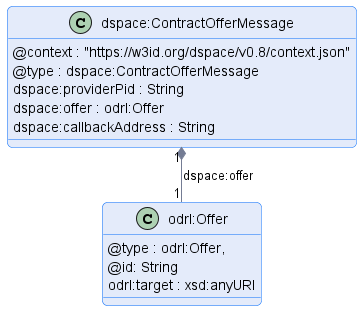 C dspace:ContractOfferMessage
@context : "https://w3id.org/dspace/v0.8/context.json"
@type : dspace:ContractOfferMessage
dspace:providerPid : String
dspace:offer : odrl:Offer
dspace:callbackAddress : String
1
dspace:offer
1
C odrl:Offer
@type : odrl:Offer,
@id: String
odrl:target : xsd:anyURI